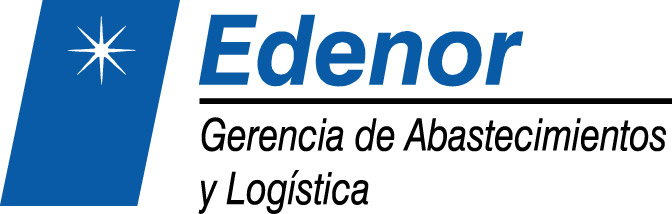 Edenor
Gerencia de Abastecimientos
y Logística